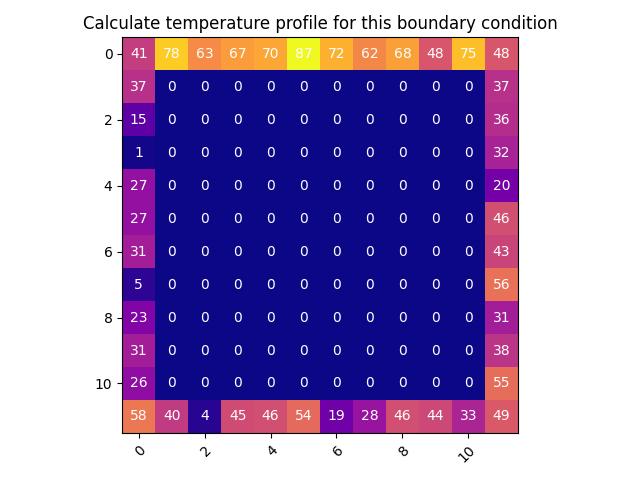 Calculate temperature profile for this boundary condition
0 41 78 63 67 70 87 72 62 68 48 75 48
37 0 0 0 0 0 0 0 0 0 0 37
2 15 0 0 0 0 0 0 0 0 0 0 36
1 0 0 0 0 0 0 0 0 0 0 32
4 27 0 0 0 0 0 0 0 0 0 0 20
27 0 0 0 0 0 0 0 0 0 0 46
6 31 0 0 0 0 0 0 0 0 0 0 43
5 0 0 0 0 0 0 0 0 0 0 56
8 23 0 0 0 0 0 0 0 0 0 0 31
31 0 0 0 0 0 0 0 0 0 0 38
10 26 0 0 0 0 0 0 0 0 0 0 55
58 40 4 45 46 54 19 28 46 44 33 49
0 2 4 6 8 10